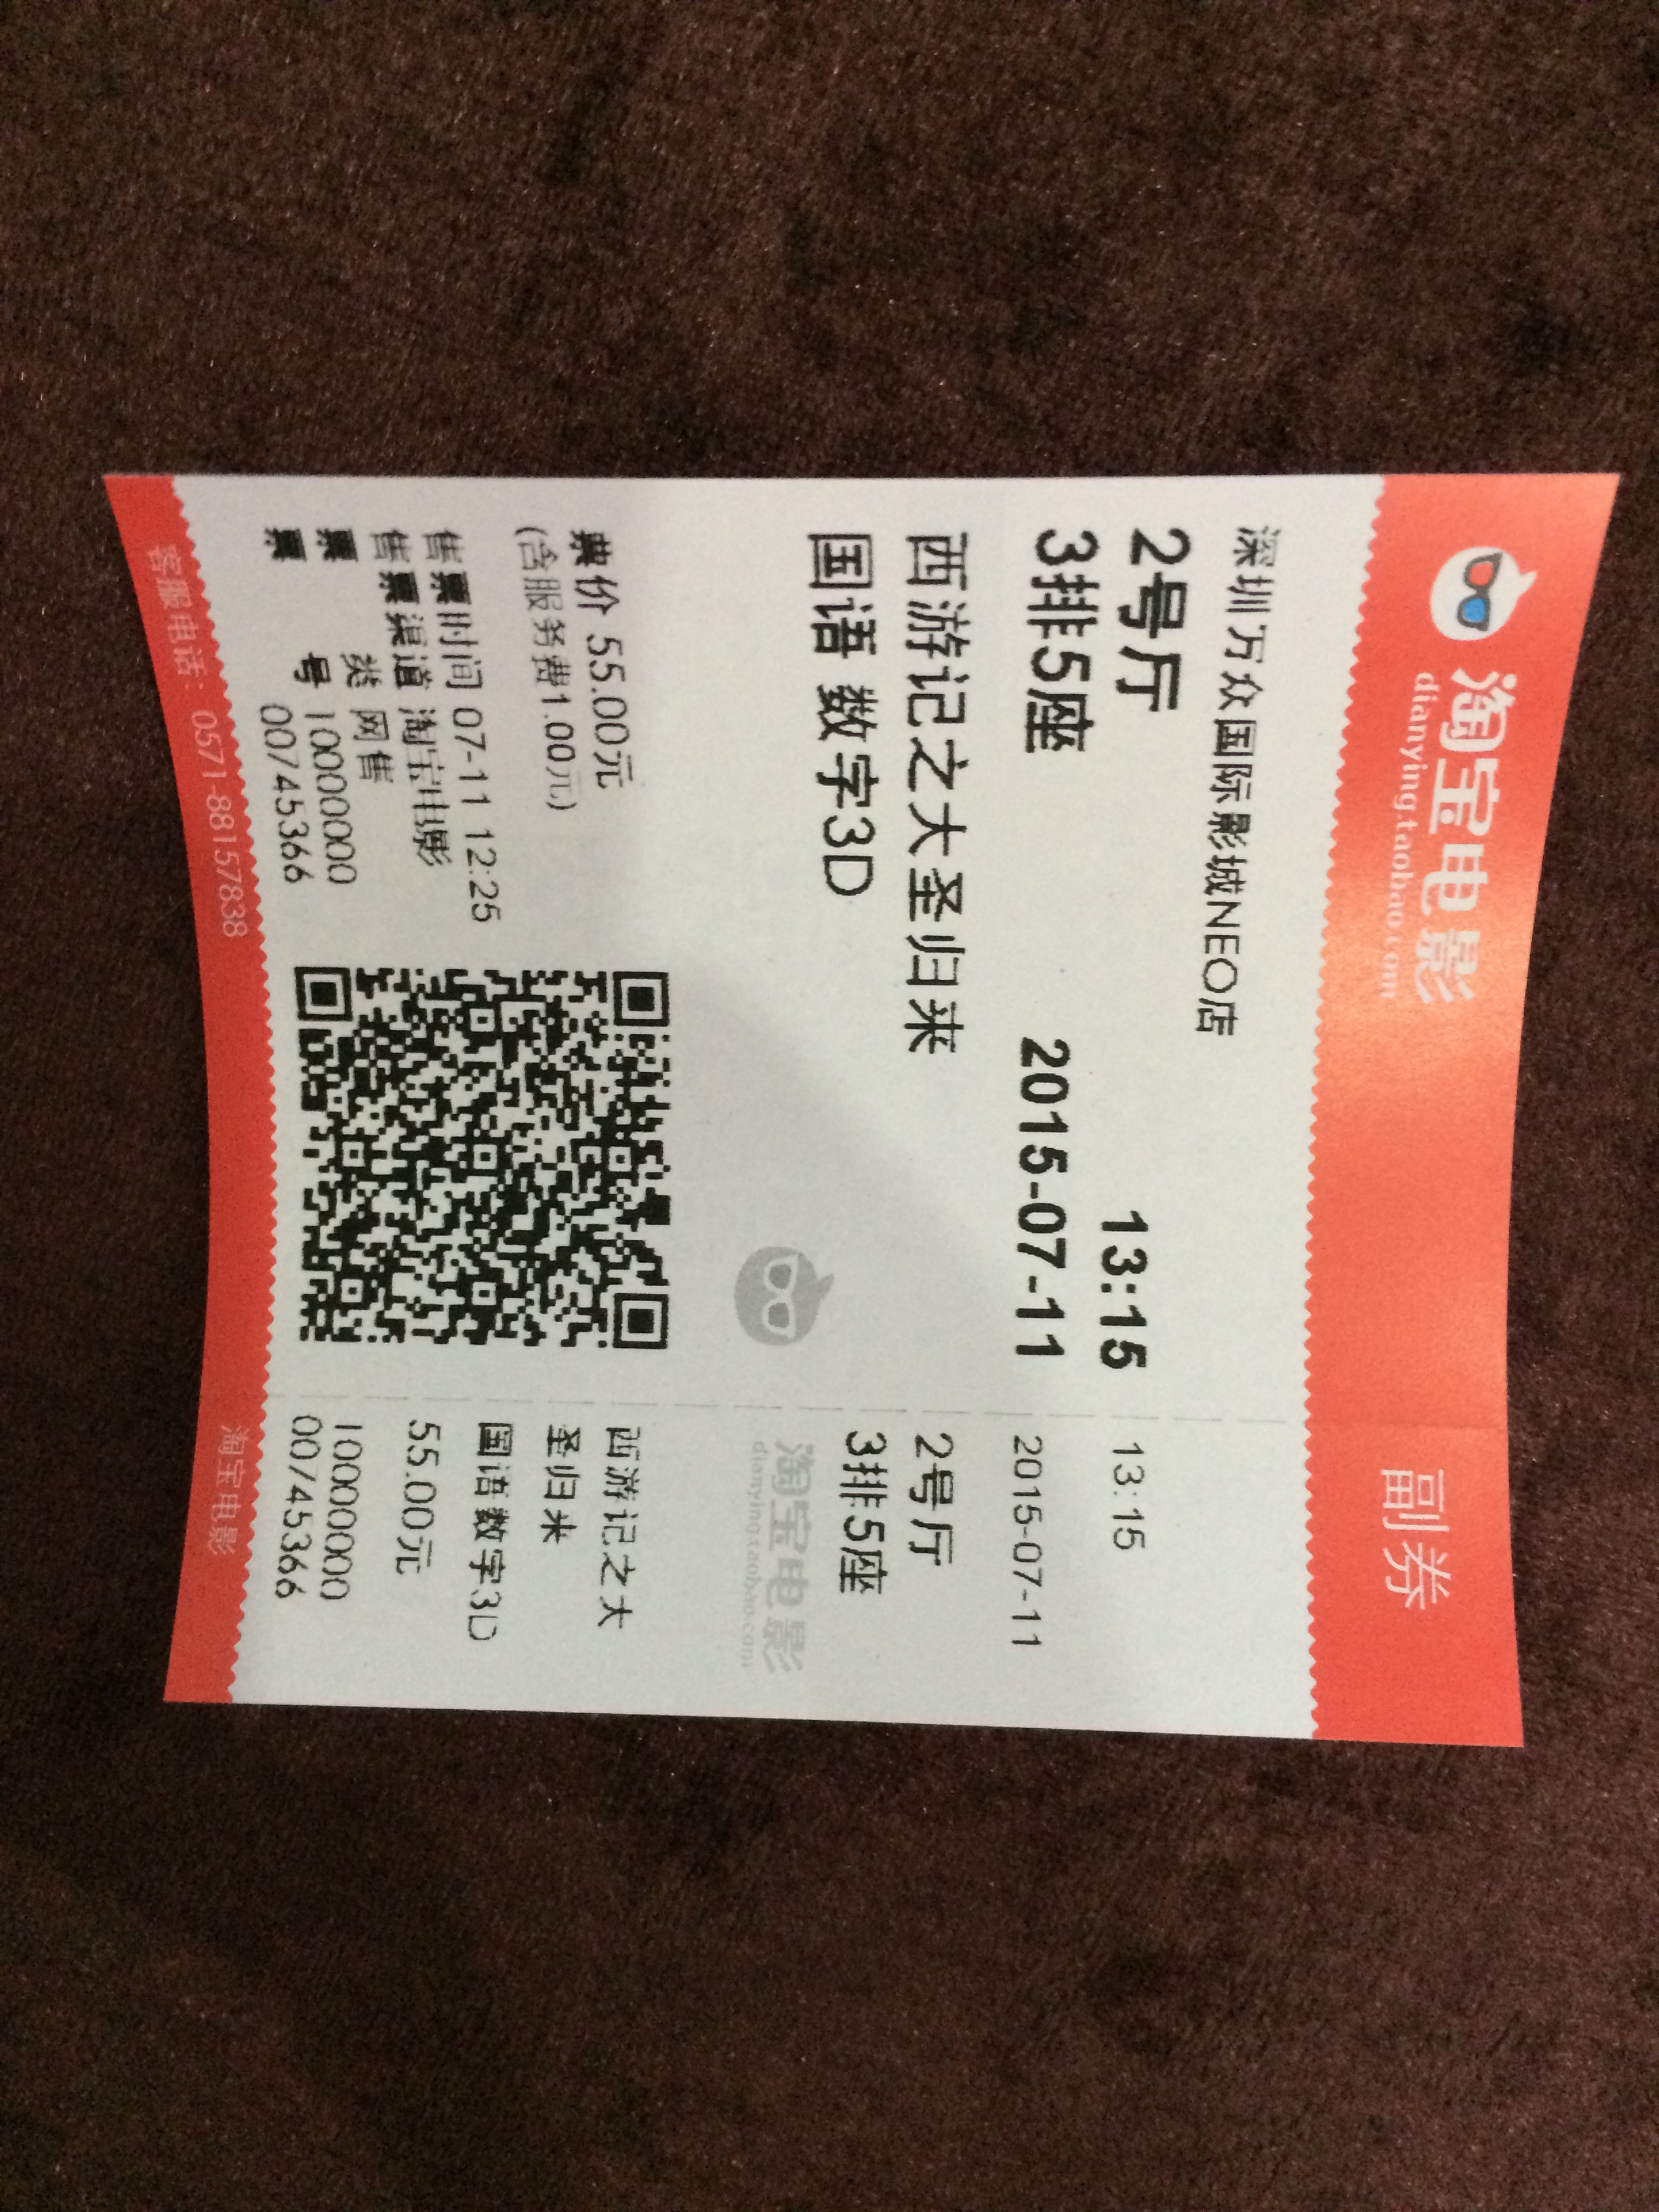 淘宝电影
dianying.taobao.com
副券
深圳万众国际影城NEO店
2号厅 13:15
3排5座 2015-07-11
西游记之大圣归来
国语 数字3D
票价 55.00元
(含服务费1.00元)
售票时间 07-11 12:25
售票渠道 淘宝电影
票 类 网售
票 号 10000000
00745366
客服电话：0571-88157838
13:15
2015-07-11
2号厅
3排5座
淘宝电影
dianying.taobao.com
西游记之大
圣归来
国语数字3D
55.00元
10000000
00745366
淘宝电影